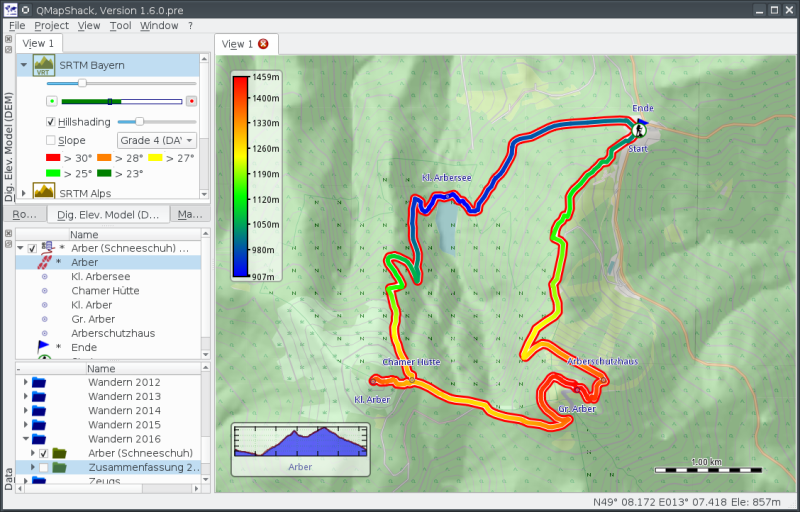 QMapShack, Version 1.6.0.pre
File Project View Tool Window ?
View 1
Dig. Elev. Model (DEM)
VRT
SRTM Bayern
Hillshading
Slope Grade 4 (DA'
> 30° > 28° > 27°
> 25° > 23°
SRTM Alps
Ro... Dig. Elev. Model (D... Ma...
Name
* Arber (Schneeschuh) ...
* Arber
Kl. Arbersee
Chamer Hütte
Kl. Arber
Gr. Arber
Arberschutzhaus
* Ende
Data
- Name
Wandern 2012
Wandern 2013
Wandern 2014
Wandern 2015
Wandern 2016
Arber (Schneeschuh)
Zusammenfassung 2...
Zeugs
View 1
1459m
1400m
1330m
1260m
1190m
1120m
1050m
980m
907m
Ende
Start
Kl. Arbersee
Chamer Hütte
Arberschutzhaus
Kl. Arber
Gr. Arber
Arber
1.00 km
N49° 08.172 E013° 07.418 Ele: 857m